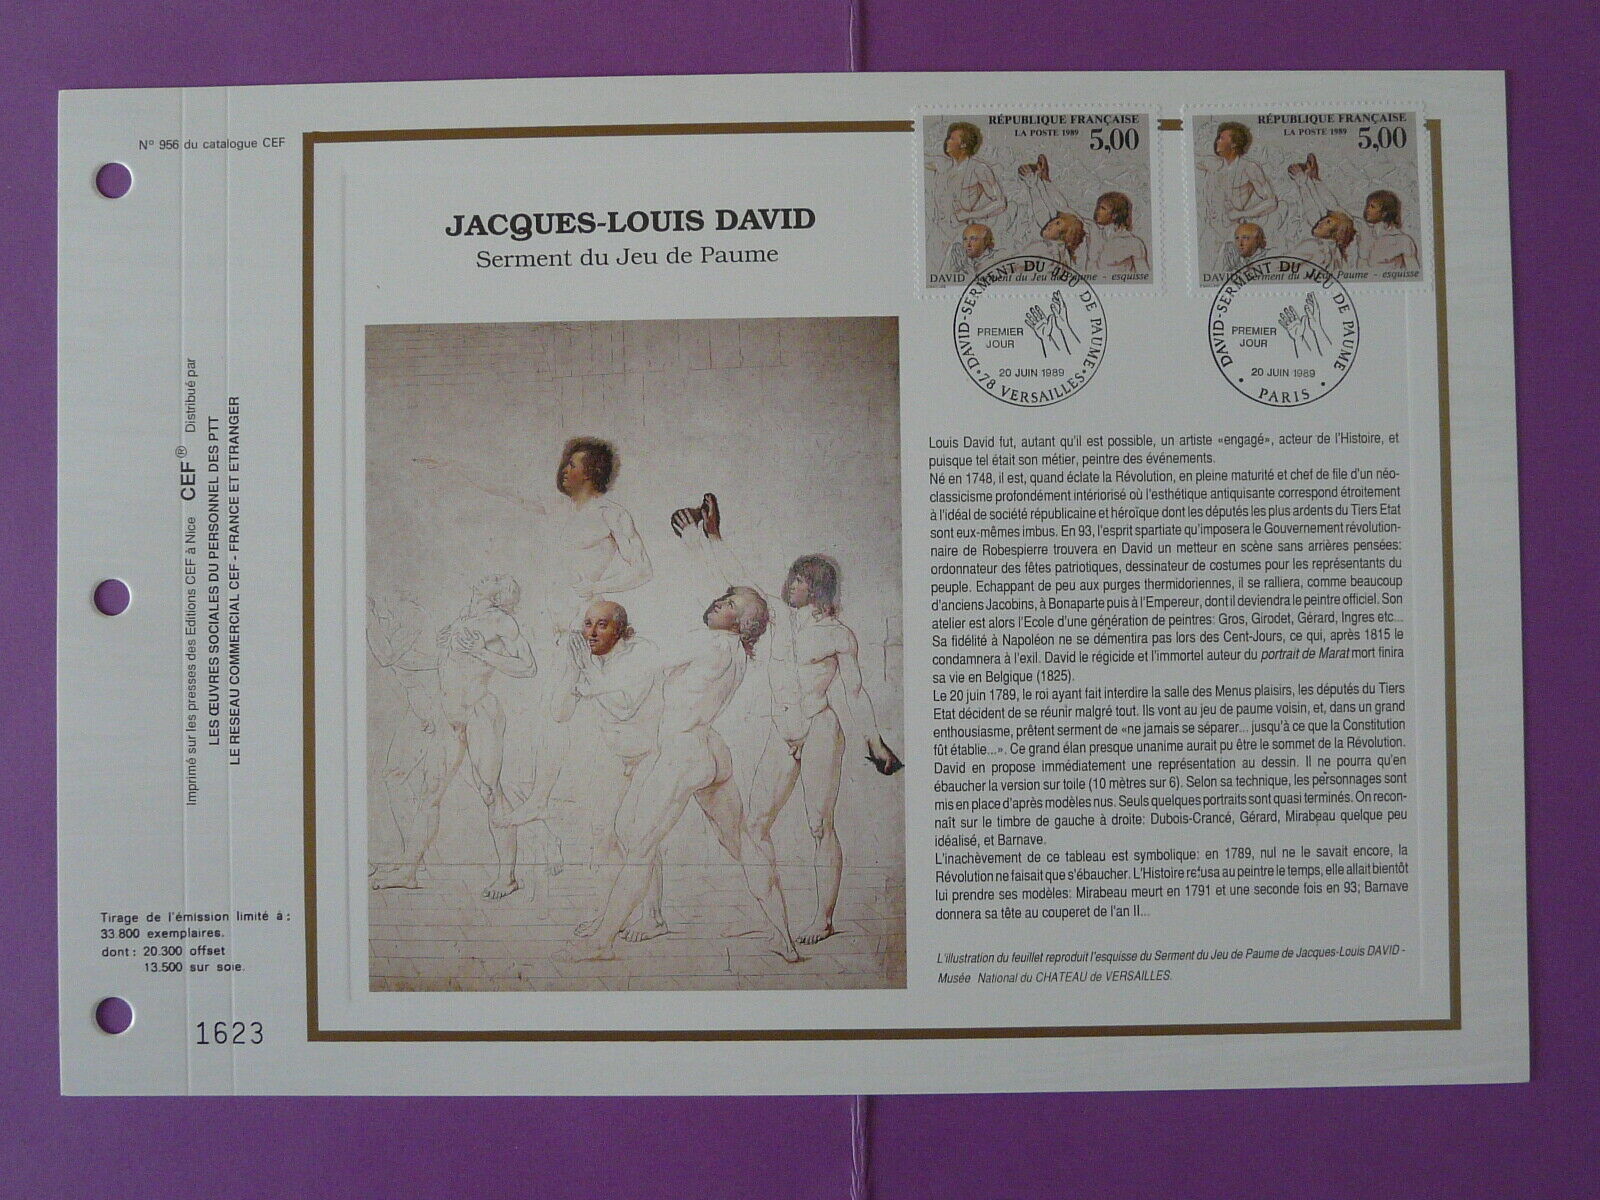 N° 956 du catalogue CEF
JACQUES-LOUIS DAVID
Serment du Jeu de Paume
RÉPUBLIQUE FRANÇAISE
LA POSTE 1989
5,00
DAVID Serment du Jeu de Paume - esquisse
RÉPUBLIQUE FRANÇAISE
LA POSTE 1989
5,00
DAVID Serment du Jeu de Paume - esquisse
DAVID-SERMENT DU JEU DE PAUME
PREMIER
JOUR
20 JUIN 1989
78 VERSAILLES
DAVID-SERMENT DU JEU DE PAUME
PREMIER
JOUR
20 JUIN 1989
PARIS
Louis David fut, autant qu'il est possible, un artiste «engagé», acteur de l'Histoire, et
puisque tel était son métier, peintre des événements.
Né en 1748, il est, quand éclate la Révolution, en pleine maturité et chef de file d'un néo-
classicisme profondément intériorisé où l'esthétique antiquisante correspond étroitement
à l'idéal de société républicaine et héroïque dont les députés les plus ardents du Tiers Etat
sont eux-mêmes imbus. En 93, l'esprit spartiate qu'imposera le Gouvernement révolution-
naire de Robespierre trouvera en David un metteur en scène sans arrières pensées:
ordonnateur des fêtes patriotiques, dessinateur de costumes pour les représentants du
peuple. Echappant de peu aux purges thermidoriennes, il se ralliera, comme beaucoup
d'anciens Jacobins, à Bonaparte puis à l'Empereur, dont il deviendra le peintre officiel. Son
atelier est alors l'Ecole d'une génération de peintres: Gros, Girodet, Gérard, Ingres etc...
Sa fidélité à Napoléon ne se démentira pas lors des Cent-Jours, ce qui, après 1815 le
condamnera à l'exil. David le régicide et l'immortel auteur du portrait de Marat mort finira
sa vie en Belgique (1825).
Le 20 juin 1789, le roi ayant fait interdire la salle des Menus plaisirs, les députés du Tiers
Etat décident de se réunir malgré tout. Ils vont au jeu de paume voisin, et, dans un grand
enthousiasme, prêtent serment de «ne jamais se séparer... jusqu'à ce que la Constitution
fût établie...». Ce grand élan presque unanime aurait pu être le sommet de la Révolution.
David en propose immédiatement une représentation au dessin. Il ne pourra qu'en
ébaucher la version sur toile (10 mètres sur 6). Selon sa technique, les personnages sont
mis en place d'après modèles nus. Seuls quelques portraits sont quasi terminés. On recon-
naît sur le timbre de gauche à droite: Dubois-Crancé, Gérard, Mirabeau quelque peu
idéalisé, et Barnave.
L'inachèvement de ce tableau est symbolique: en 1789, nul ne le savait encore, la
Révolution ne faisait que s'ébaucher. L'Histoire refusa au peintre le temps, elle allait bientôt
lui prendre ses modèles: Mirabeau meurt en 1791 et une seconde fois en 93; Barnave
donnera sa tête au couperet de l'an II...
L'illustration du feuillet reproduit l'esquisse du Serment du Jeu de Paume de Jacques-Louis DAVID -
Musée National du CHATEAU de VERSAILLES.
Imprimé sur les presses des Editions CEF à Nice CEF® Distribué par
LES ŒUVRES SOCIALES DU PERSONNEL DES PTT
LE RESEAU COMMERCIAL CEF - FRANCE ET ETRANGER
Tirage de l'émission limité à :
33.800 exemplaires.
dont : 20.300 offset
13.500 sur soie.
1623